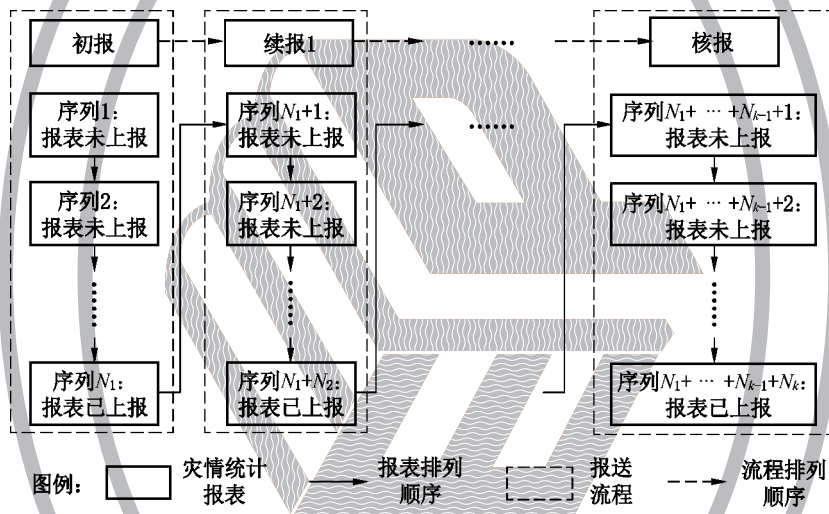 初报
续报1
……
核报
序列1：
报表未上报
序列N₁+1：
报表未上报
……
序列N₁+ … +Nₖ₋₁+1：
报表未上报
序列2：
报表未上报
序列N₁+2：
报表未上报
序列N₁+ … +Nₖ₋₁+2：
报表未上报
……
……
……
序列N₁：
报表已上报
序列N₁+N₂：
报表已上报
序列N₁+ … +Nₖ₋₁+Nₖ：
报表已上报
图例：
灾情统计
报表
报表排列
顺序
报送
流程
流程排列
顺序